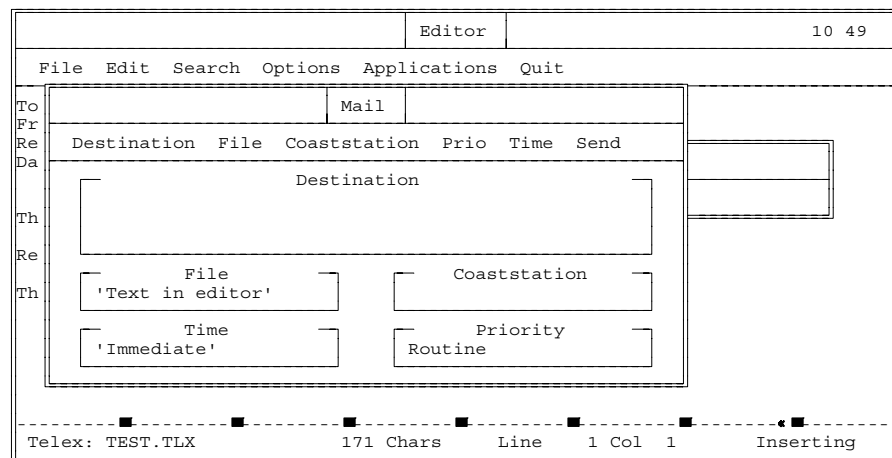 Editor 10 49
File Edit Search Options Applications Quit
To
Mail
Fr
Re
Destination File Coaststation Prio Time Send
Da
Destination
Th
Re
File Coaststation
Th
'Text in editor'
Time Priority
'Immediate' Routine
Telex: TEST.TLX 171 Chars Line 1 Col 1 Inserting